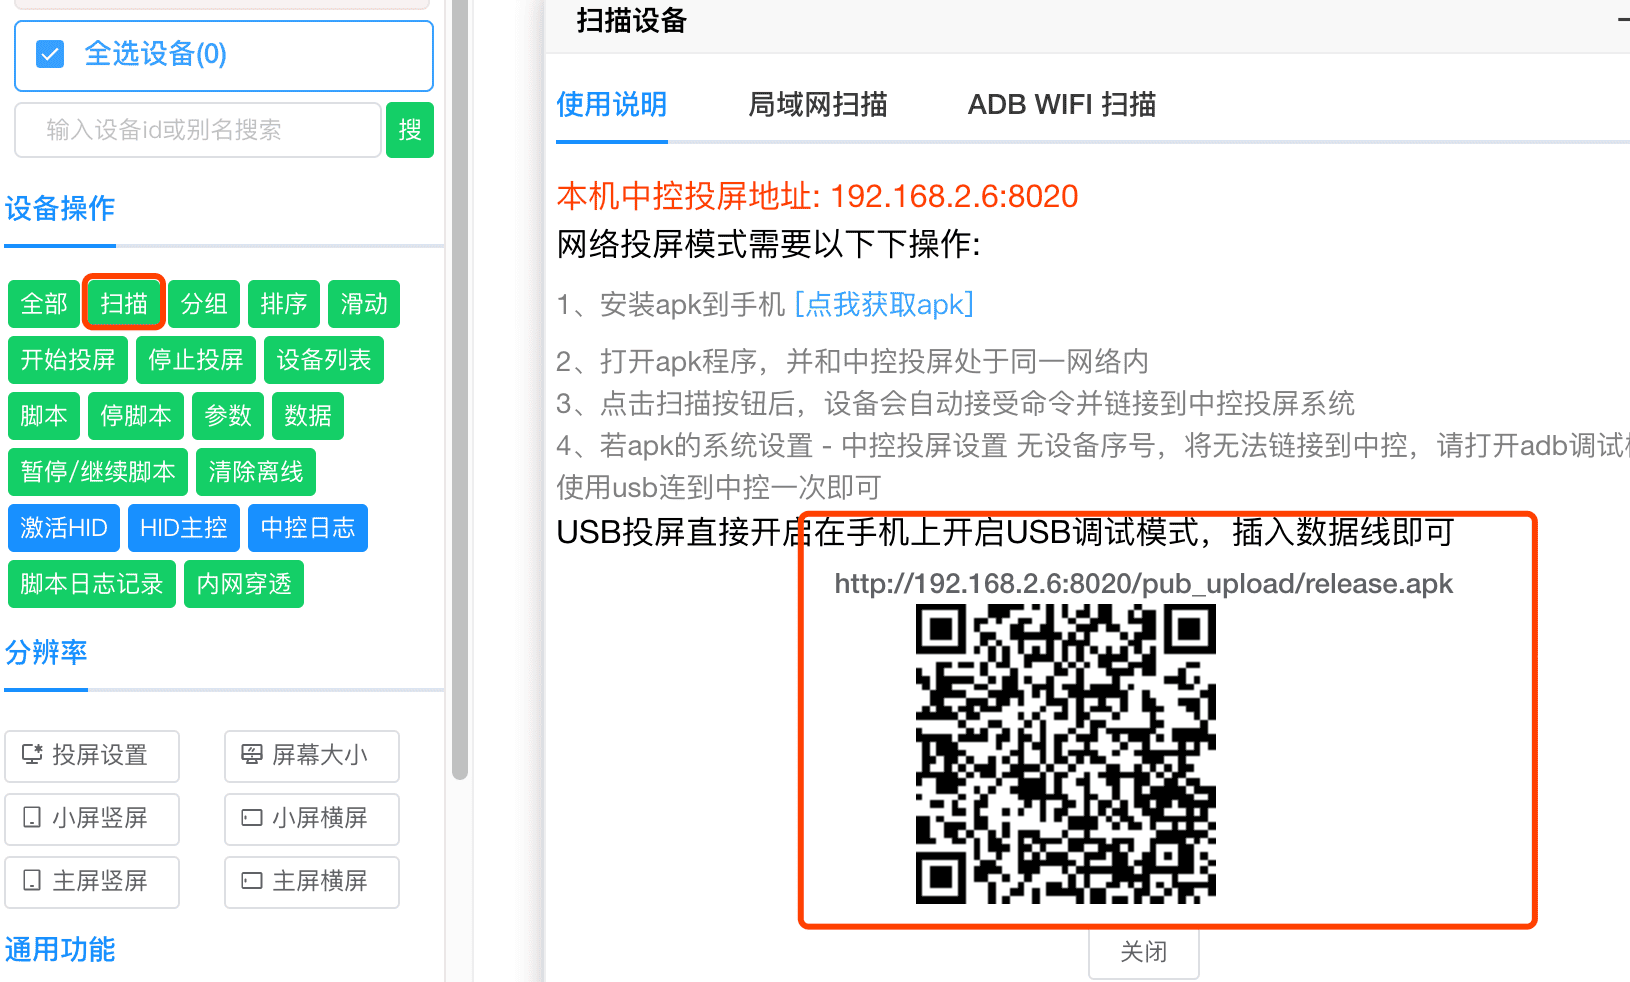 全选设备(0)
输入设备id或别名搜索
搜
设备操作
全部
扫描
分组
排序
滑动
开始投屏
停止投屏
设备列表
脚本
停脚本
参数
数据
暂停/继续脚本
清除离线
激活HID
HID主控
中控日志
脚本日志记录
内网穿透
分辨率
投屏设置
屏幕大小
小屏竖屏
小屏横屏
主屏竖屏
主屏横屏
通用功能
扫描设备
使用说明
局域网扫描
ADB WIFI 扫描
本机中控投屏地址: 192.168.2.6:8020
网络投屏模式需要以下下操作:
1、安装apk到手机 [点我获取apk]
2、打开apk程序，并和中控投屏处于同一网络内
3、点击扫描按钮后，设备会自动接受命令并链接到中控投屏系统
4、若apk的系统设置 - 中控投屏设置 无设备序号，将无法链接到中控，请打开adb调试
使用usb连到中控一次即可
USB投屏直接开启在手机上开启USB调试模式，插入数据线即可
http://192.168.2.6:8020/pub_upload/release.apk
关闭